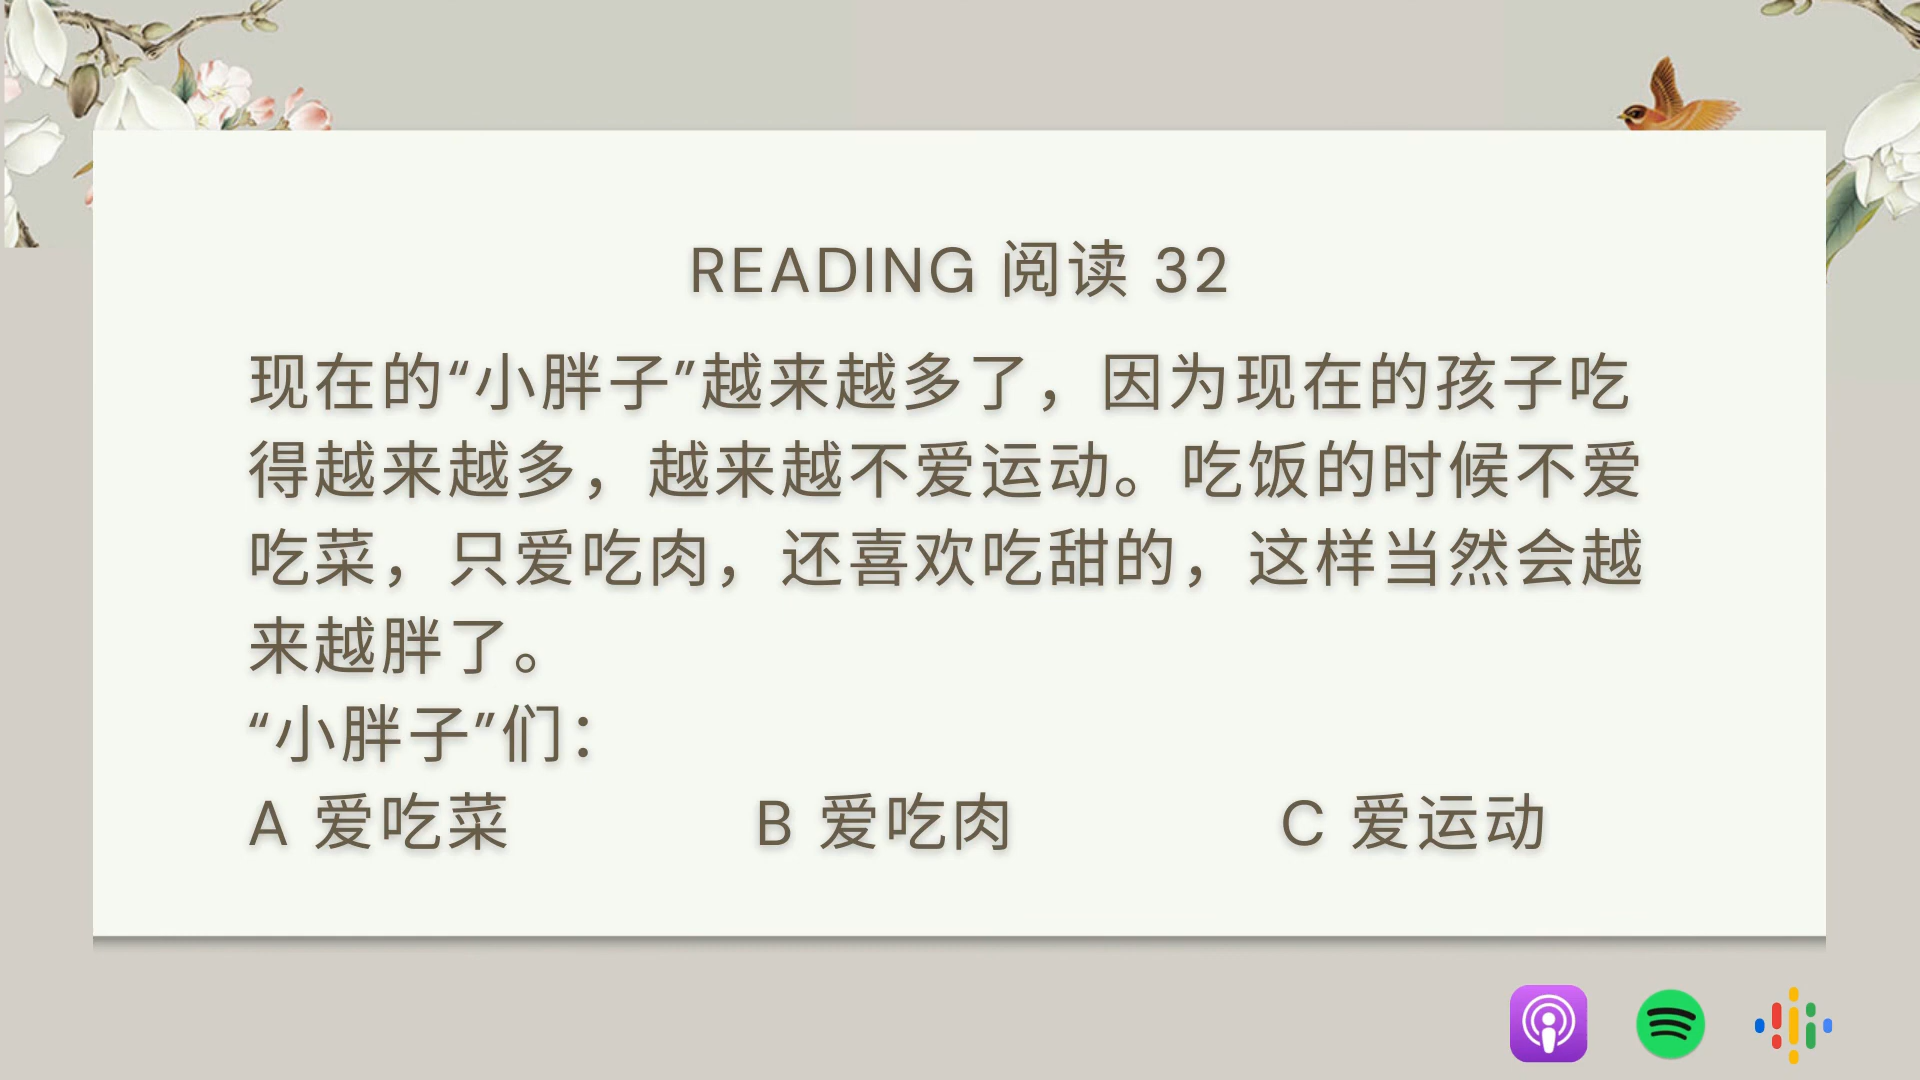 READING 阅读 32
现在的“小胖子”越来越多了，因为现在的孩子吃
得越来越多，越来越不爱运动。吃饭的时候不爱
吃菜，只爱吃肉，还喜欢吃甜的，这样当然会越
来越胖了。
“小胖子”们：
A 爱吃菜 B 爱吃肉 C 爱运动